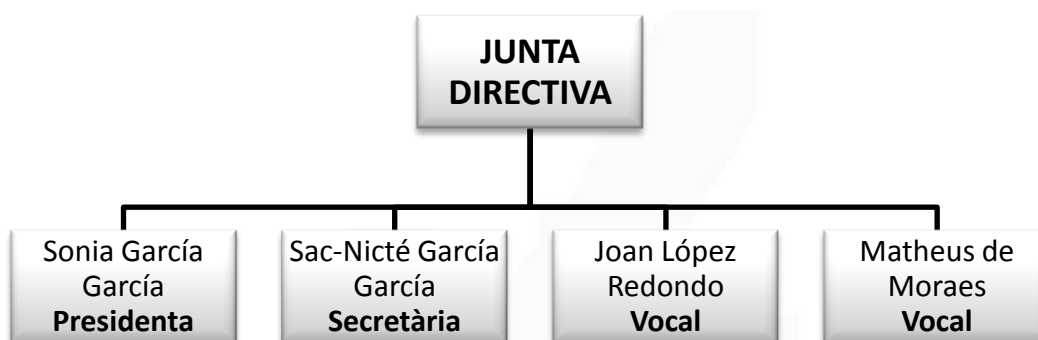 JUNTA
DIRECTIVA
Sonia García
García
Presidenta
Sac-Nicté García
García
Secretària
Joan López
Redondo
Vocal
Matheus de
Moraes
Vocal